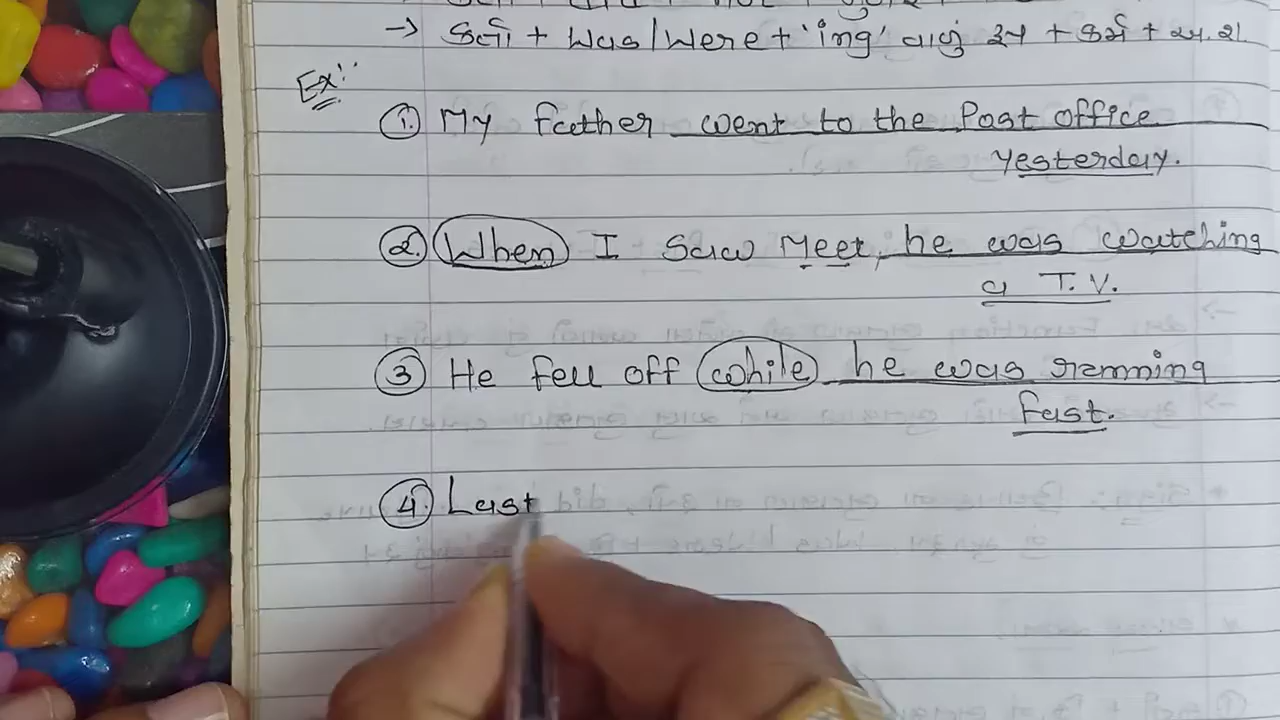 → કર્તા + was/were + 'ing' વાળું રૂપ + કર્મ + અ.શ.
Ex:
① My father went to the Post office
yesterday.
② When I saw Meet, he was watching
a T.V.
③ He fell off while he was running
fast.
④ Last